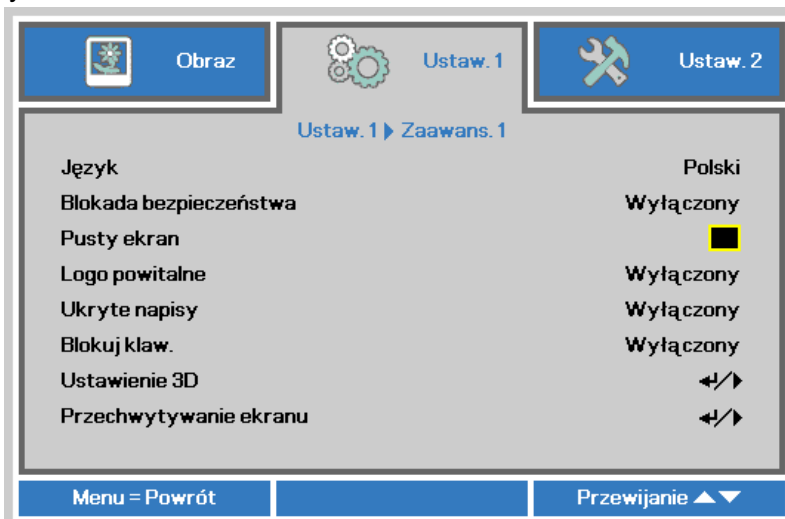 Obraz
Ustaw. 1
Ustaw. 2
Ustaw. 1 Zaawans. 1
Język Polski
Blokada bezpieczeństwa Wyłączony
Pusty ekran
Logo powitalne Wyłączony
Ukryte napisy Wyłączony
Blokuj klaw. Wyłączony
Ustawienie 3D ↵/▶
Przechwytywanie ekranu ↵/▶
Menu = Powrót
Przewijanie ▲▼